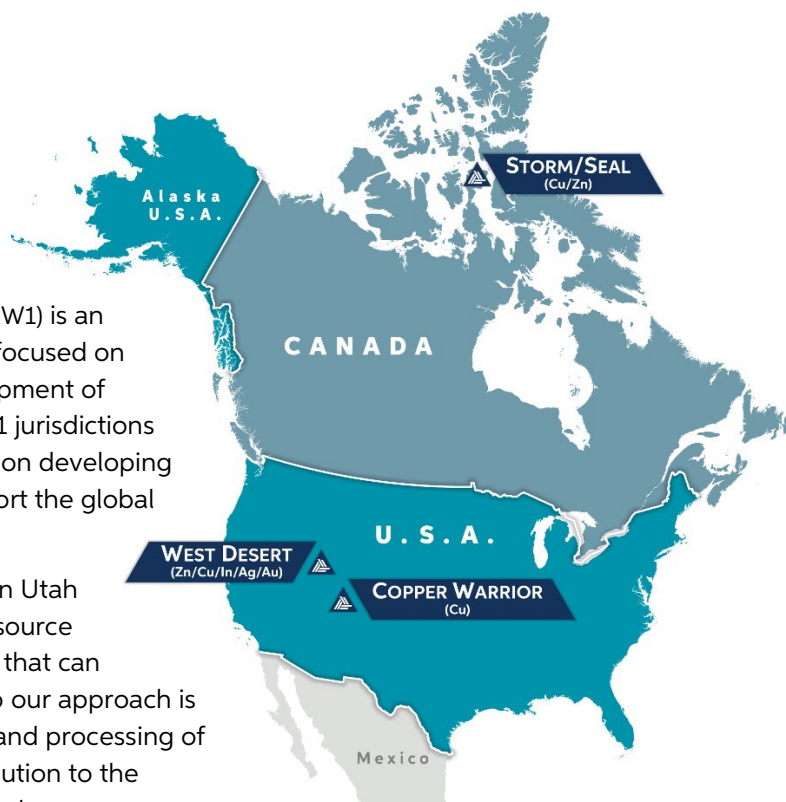 STORM/SEAL
(Cu/Zn)
Alaska
U.S.A.
CANADA
U.S.A.
WEST DESERT
(Zn/Cu/In/Ag/Au)
COPPER WARRIOR
(Cu)
Mexico
W1) is an
focused on
pment of
1 jurisdictions
on developing
ort the global
n Utah
source
that can
o our approach is
and processing of
ution to the